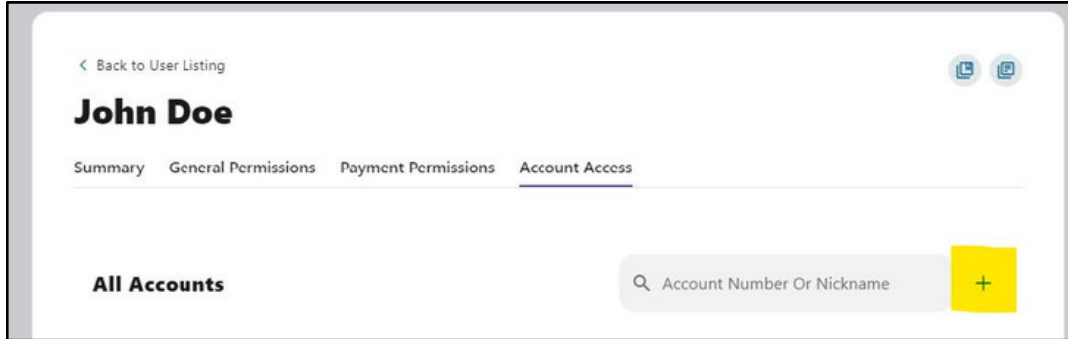 Back to User Listing
John Doe
Summary General Permissions Payment Permissions Account Access
All Accounts Account Number Or Nickname +